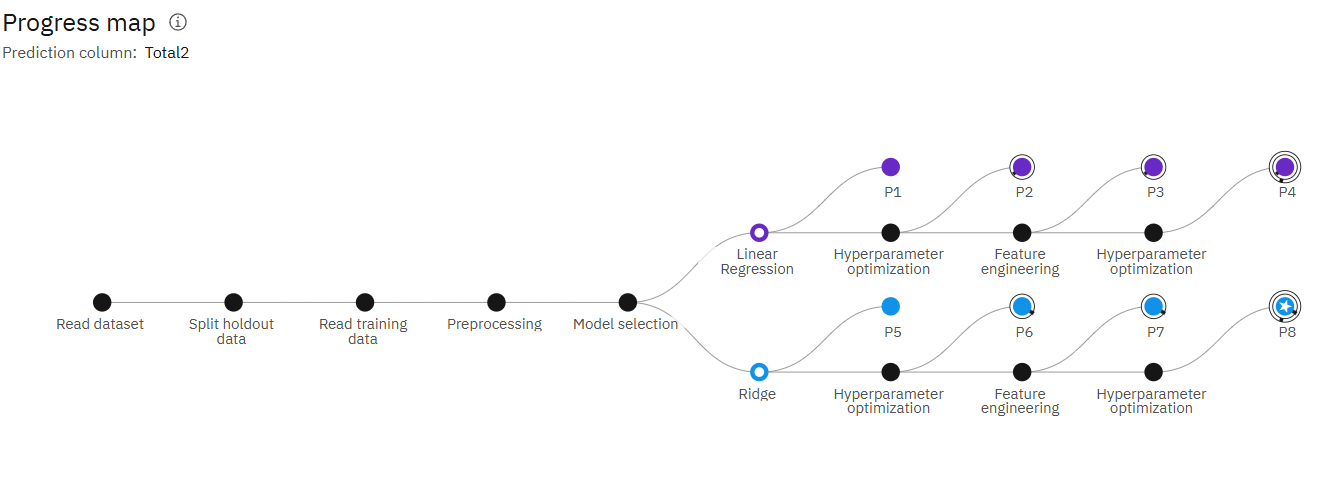 Progress map
Prediction column: Total2
P1
P2
P3
P4
Linear
Regression
Hyperparameter
optimization
Feature
engineering
Hyperparameter
optimization
Read dataset
Split holdout
data
Read training
data
Preprocessing
Model selection
P5
P6
P7
P8
Ridge
Hyperparameter
optimization
Feature
engineering
Hyperparameter
optimization